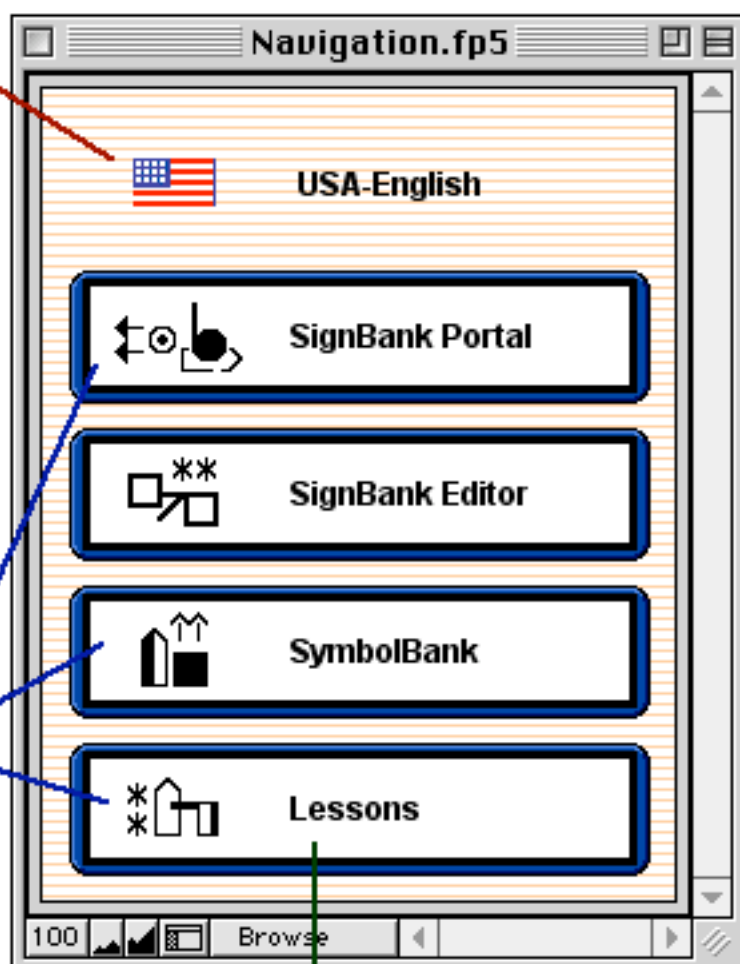 Navigation.fp5
USA-English
SignBank Portal
SignBank Editor
SymbolBank
Lessons
100 Browse